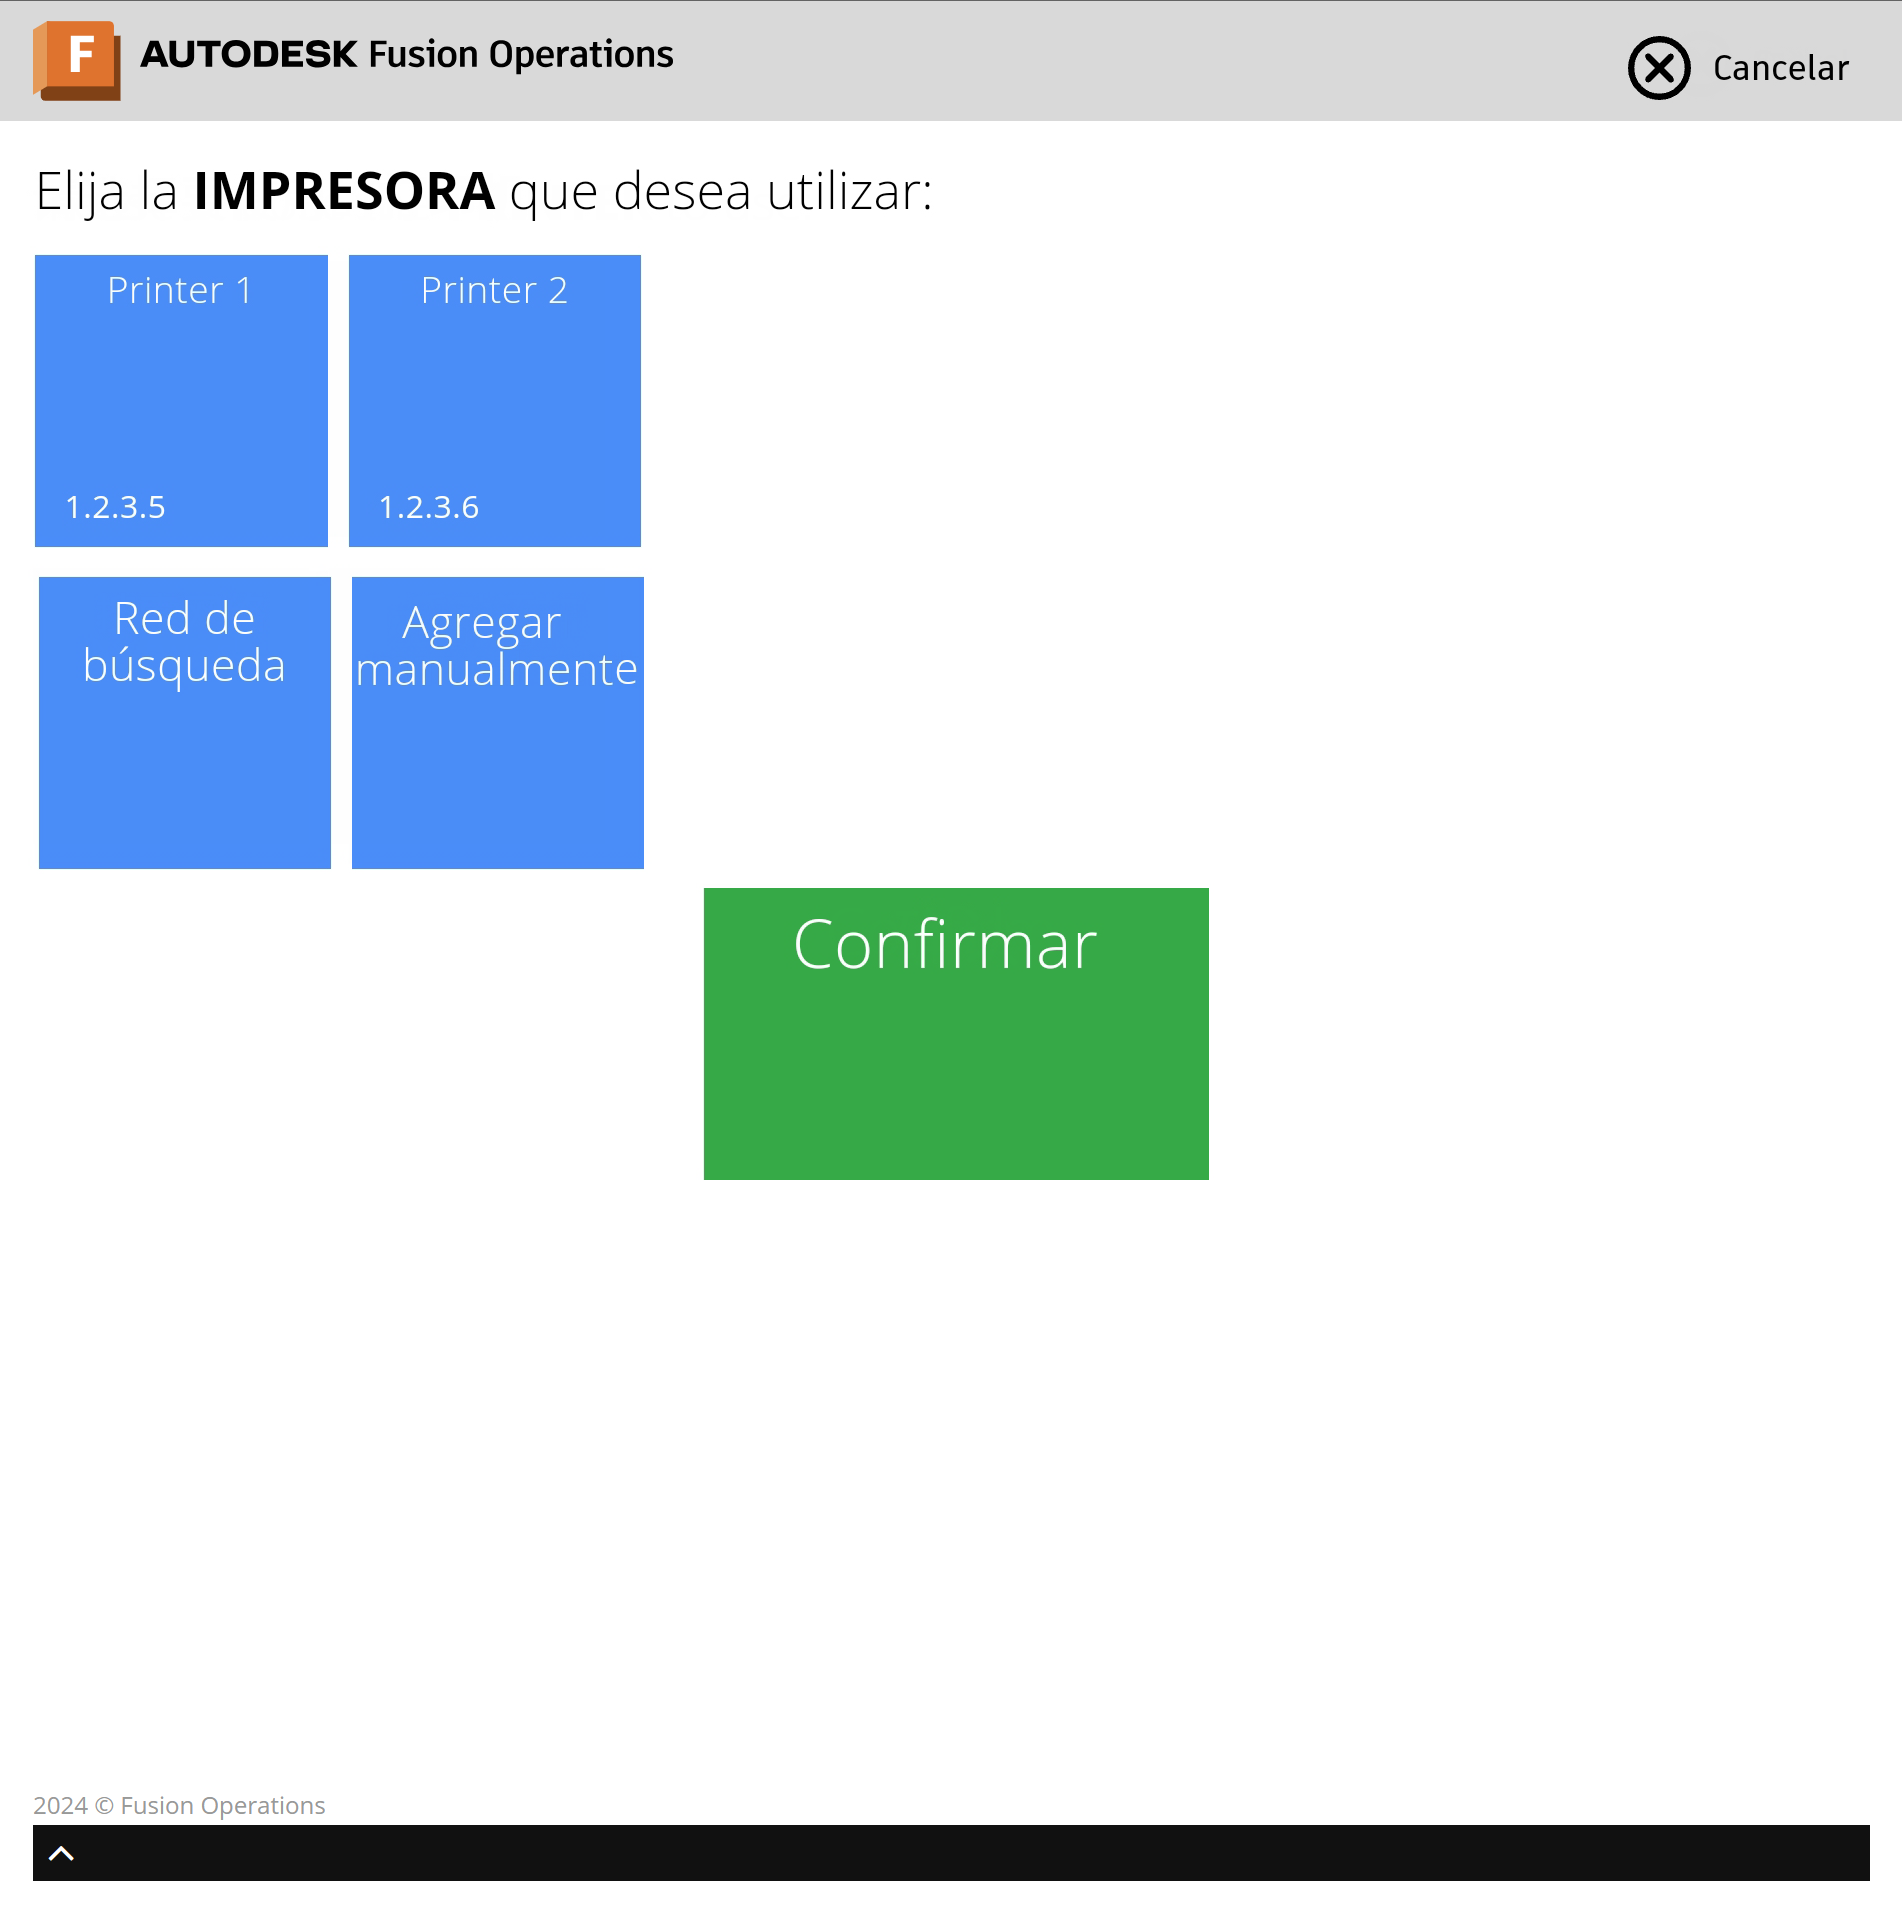 F
AUTODESK Fusion Operations
Cancelar
Elija la IMPRESORA que desea utilizar:
Printer 1
1.2.3.5
Printer 2
1.2.3.6
Red de
búsqueda
Agregar
manualmente
Confirmar
2024 © Fusion Operations